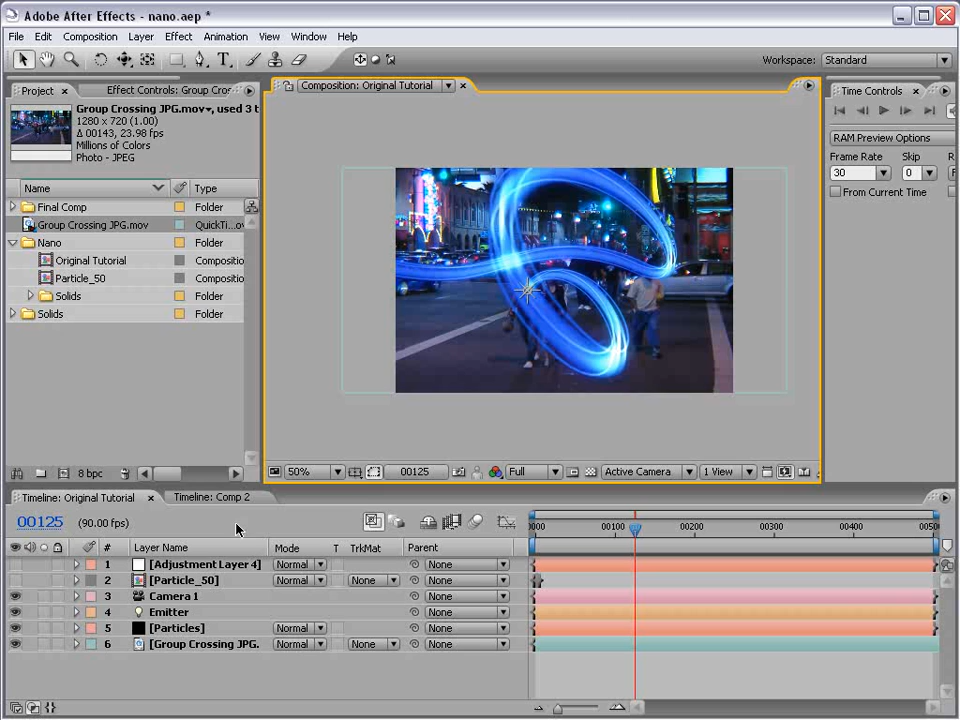 Adobe After Effects - nano.aep *
File Edit Composition Layer Effect Animation View Window Help
Workspace: Standard
Project × Effect Controls: Group Cros
Composition: Original Tutorial ×
Time Controls ×
Group Crossing JPG.mov, used 3 t
1280 x 720 (1.00)
Δ 00143, 23.98 fps
Millions of Colors
Photo - JPEG
RAM Preview Options
Frame Rate Skip R
30 0 F
From Current Time
Name Type
Final Comp Folder
Group Crossing JPG.mov QuickTi...ov
Nano Folder
Original Tutorial Compositio
Particle_50 Compositio
Solids Folder
Solids Folder
8 bpc
50% 00125 Full Active Camera 1 View
Timeline: Original Tutorial × Timeline: Comp 2
00125 (90.00 fps)
0000 00100 00200 00300 00400 0050
# Layer Name Mode T TrkMat Parent
1 [Adjustment Layer 4] Normal None
2 [Particle_50] Normal None None
3 Camera 1 None
4 Emitter None
5 [Particles] Normal None
6 [Group Crossing JPG. Normal None None